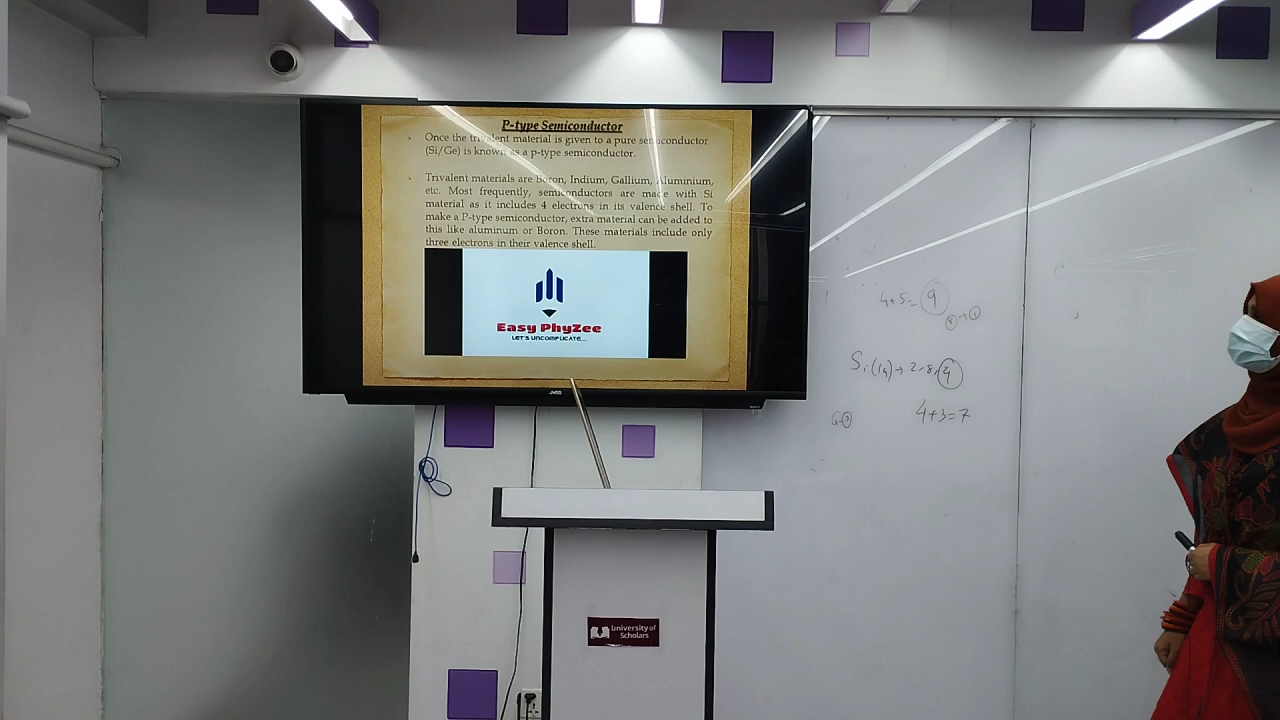 P-type Semiconductor
Once the trivalent material is given to a pure semiconductor
(Si/Ge) is known as a p-type semiconductor.
Trivalent materials are Boron, Indium, Gallium, Aluminium,
etc. Most frequently, semiconductors are made with Si
material as it includes 4 electrons in its valence shell. To
make a P-type semiconductor, extra material can be added to
this like aluminum or Boron. These materials include only
three electrons in their valence shell.
Easy PhyZee
LET'S UNCOMPLICATE...
JVCO
4+5=9
Si(14)→2,8,4
4+3=7
University of
Scholars